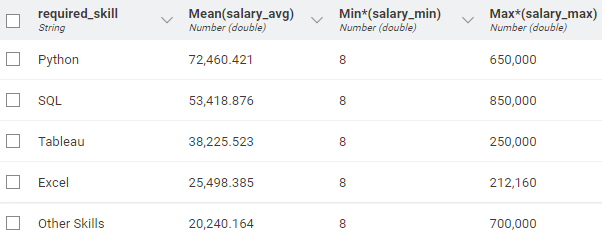 required_skill Mean(salary_avg) Min*(salary_min) Max*(salary_max)
String Number (double) Number (double) Number (double)
Python 72,460.421 8 650,000
SQL 53,418.876 8 850,000
Tableau 38,225.523 8 250,000
Excel 25,498.385 8 212,160
Other Skills 20,240.164 8 700,000